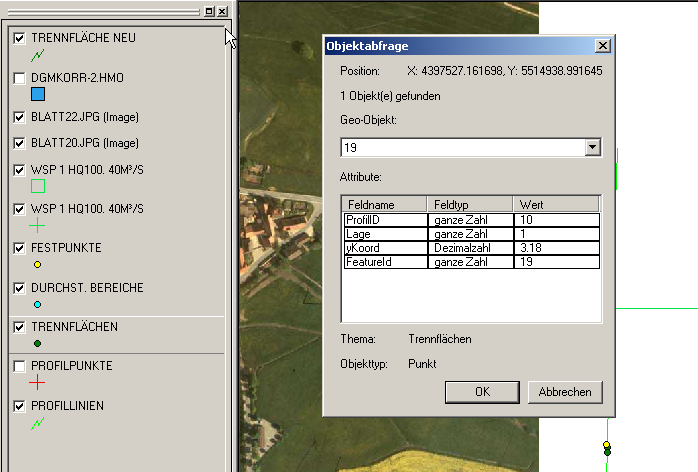 TRENNFLÄCHE NEU
DGMKORR-2.HMO
BLATT22.JPG (Image)
BLATT20.JPG (Image)
WSP 1 HQ100. 40M³/S
WSP 1 HQ100. 40M³/S
FESTPUNKTE
DURCHST. BEREICHE
TRENNFLÄCHEN
PROFILPUNKTE
PROFILLINIEN
Objektabfrage
Position: X: 4397527.161698, Y: 5514938.991645
1 Objekt(e) gefunden
Geo-Objekt:
19
Attribute:
Feldname Feldtyp Wert
ProfilID ganze Zahl 10
Lage ganze Zahl 1
yKoord Dezimalzahl 3.18
FeatureId ganze Zahl 19
Thema: Trennflächen
Objekttyp: Punkt
OK Abbrechen